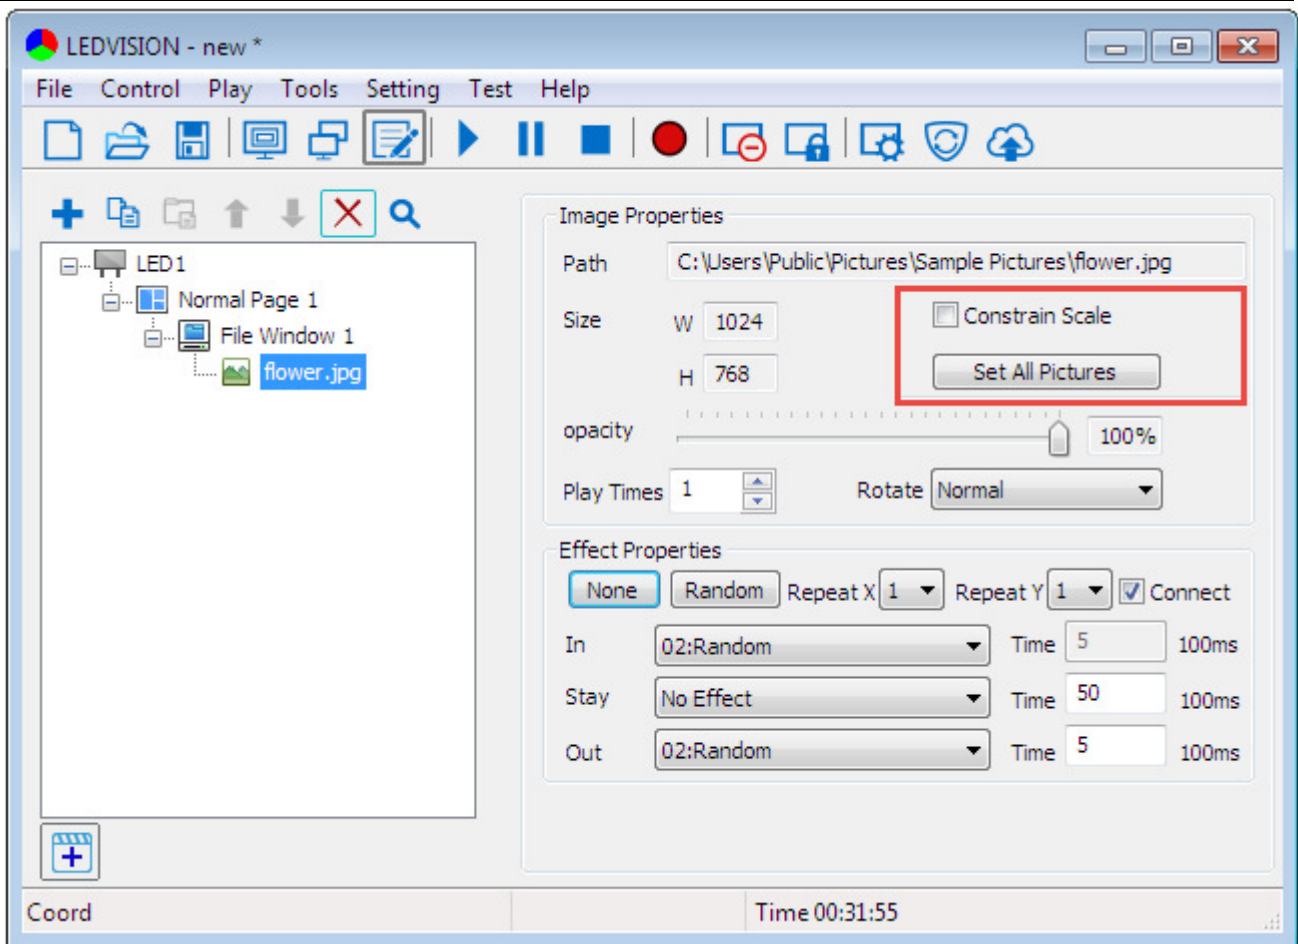 LEDVISION - new *
File Control Play Tools Setting Test Help
LED1
Normal Page 1
File Window 1
flower.jpg
Image Properties
Path C:\Users\Public\Pictures\Sample Pictures\flower.jpg
Size W 1024 Constrain Scale
H 768 Set All Pictures
opacity 100%
Play Times 1 Rotate Normal
Effect Properties
None Random Repeat X 1 Repeat Y 1 Connect
In 02:Random Time 5 100ms
Stay No Effect Time 50 100ms
Out 02:Random Time 5 100ms
Coord Time 00:31:55